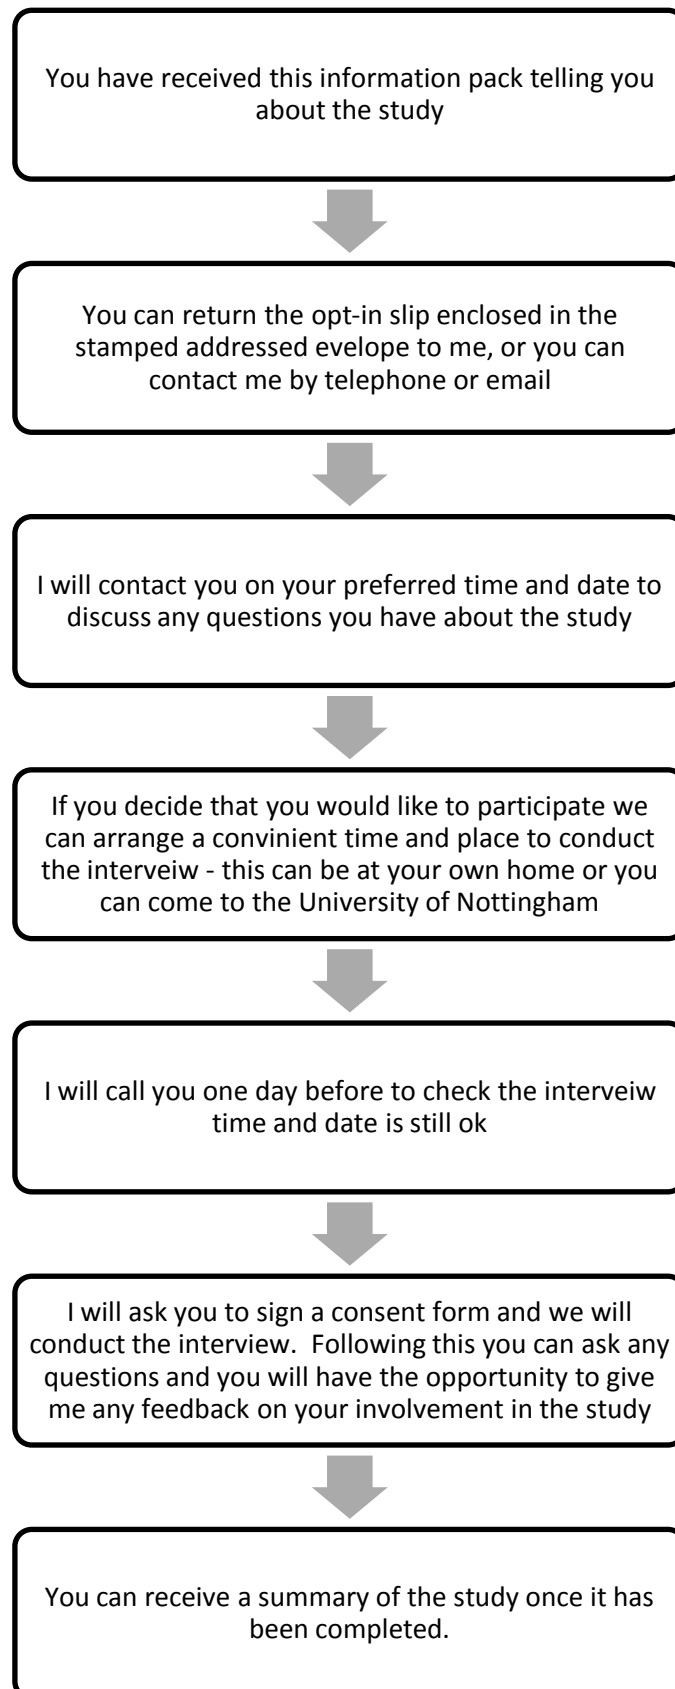 You have received this information pack telling you
about the study
You can return the opt-in slip enclosed in the
stamped addressed evelope to me, or you can
contact me by telephone or email
I will contact you on your preferred time and date to
discuss any questions you have about the study
If you decide that you would like to participate we
can arrange a convinient time and place to conduct
the interveiw - this can be at your own home or you
can come to the University of Nottingham
I will call you one day before to check the interveiw
time and date is still ok
I will ask you to sign a consent form and we will
conduct the interview.  Following this you can ask any
questions and you will have the opportunity to give
me any feedback on your involvement in the study
You can receive a summary of the study once it has
been completed.